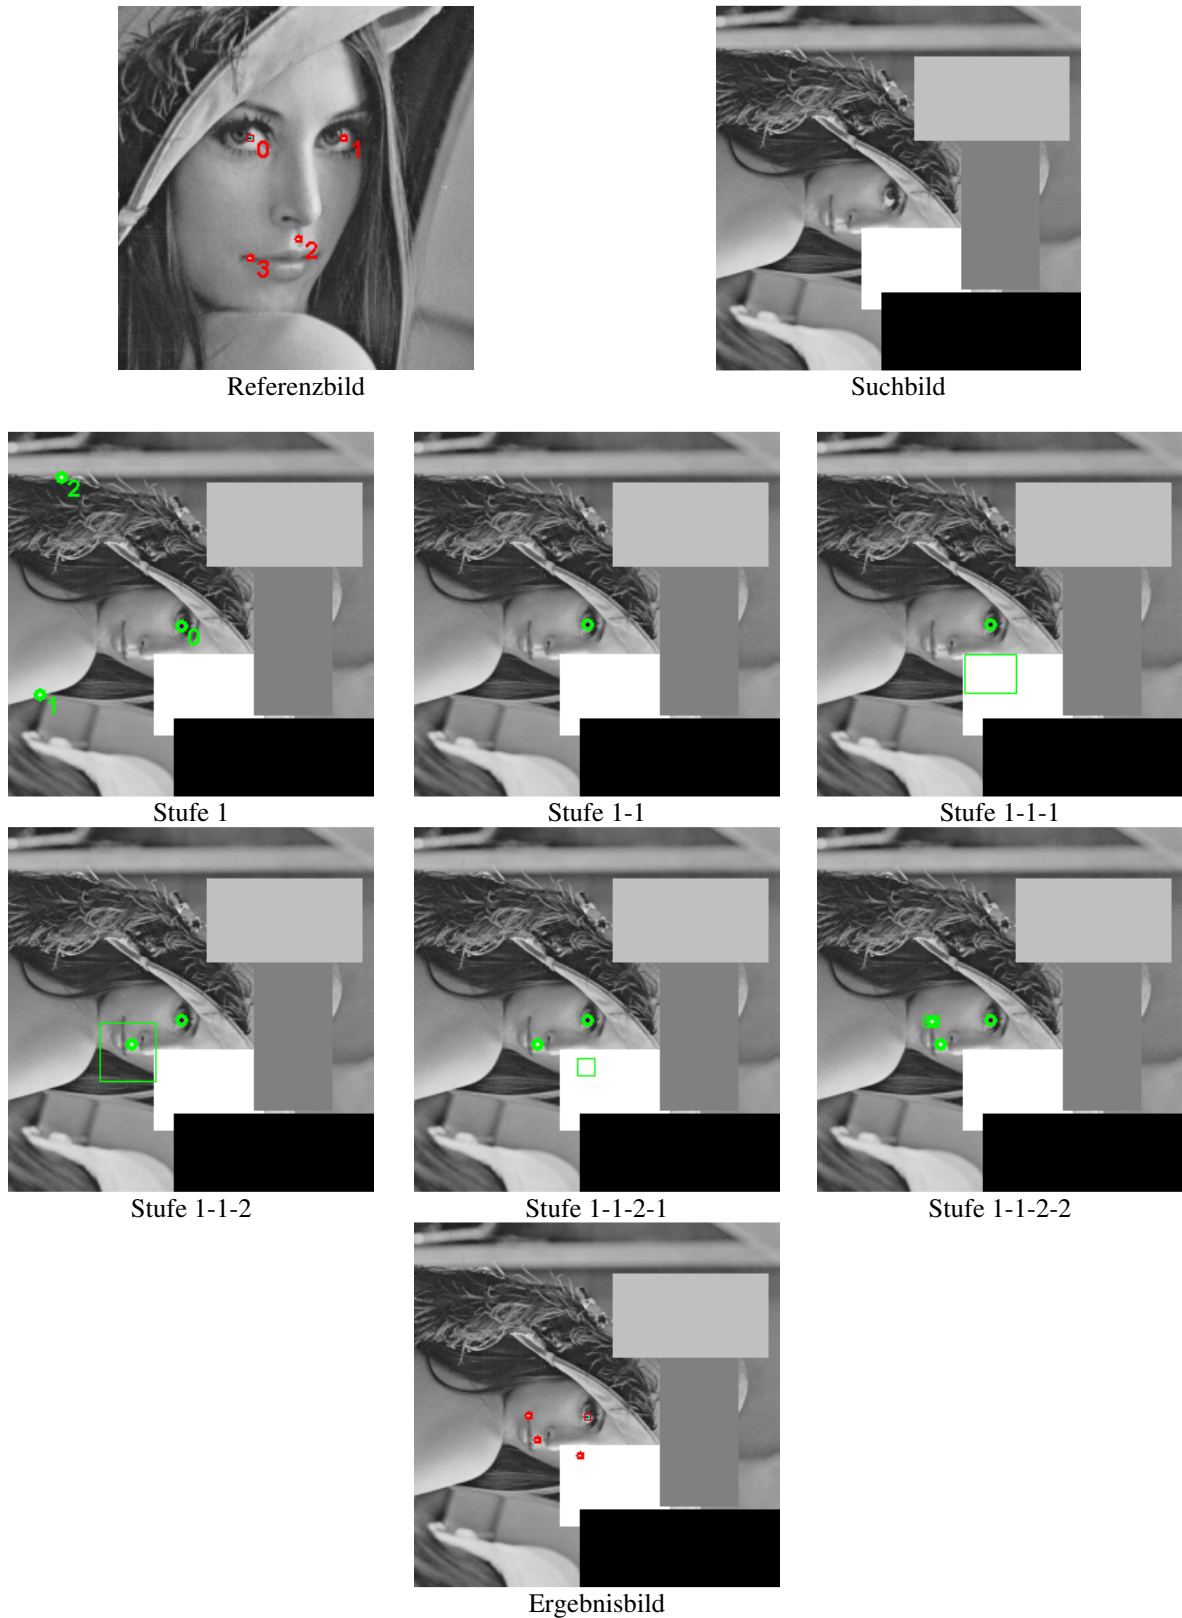 0
1
2
3
Referenzbild
Suchbild
2
0
1
Stufe 1
Stufe 1-1
Stufe 1-1-1
Stufe 1-1-2
Stufe 1-1-2-1
Stufe 1-1-2-2
Ergebnisbild